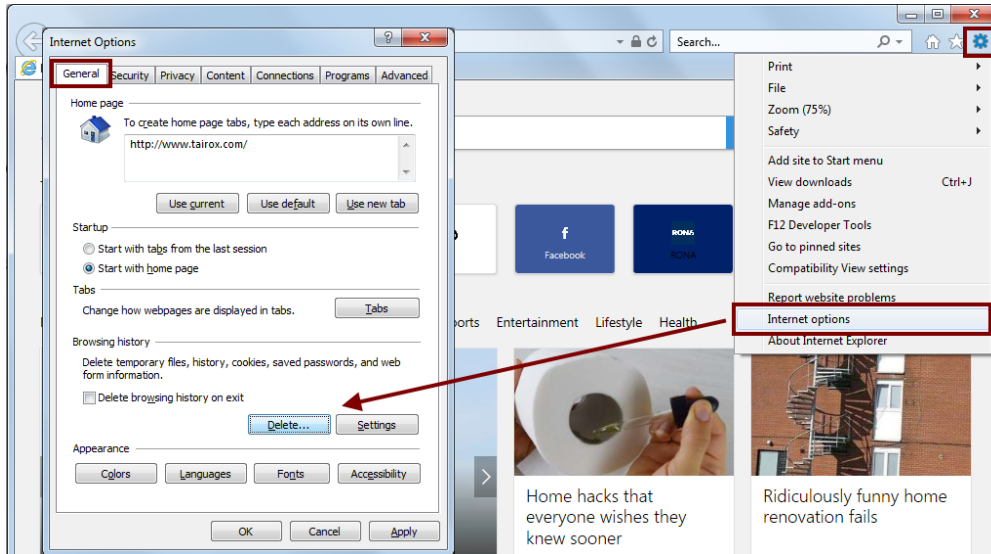 Internet Options
General Security Privacy Content Connections Programs Advanced
Home page
To create home page tabs, type each address on its own line.
http://www.tairox.com/
Use current Use default Use new tab
Startup
Start with tabs from the last session
Start with home page
Tabs
Change how webpages are displayed in tabs. Tabs
Browsing history
Delete temporary files, history, cookies, saved passwords, and web
form information.
Delete browsing history on exit
Delete... Settings
Appearance
Colors Languages Fonts Accessibility
OK Cancel Apply
Search...
Print
File
Zoom (75%)
Safety
Add site to Start menu
View downloads Ctrl+J
Manage add-ons
F12 Developer Tools
Go to pinned sites
Compatibility View settings
Report website problems
Internet options
About Internet Explorer
f
Facebook
RONA
RONA
Entertainment Lifestyle Health
Home hacks that
everyone wishes they
knew sooner
Ridiculously funny home
renovation fails